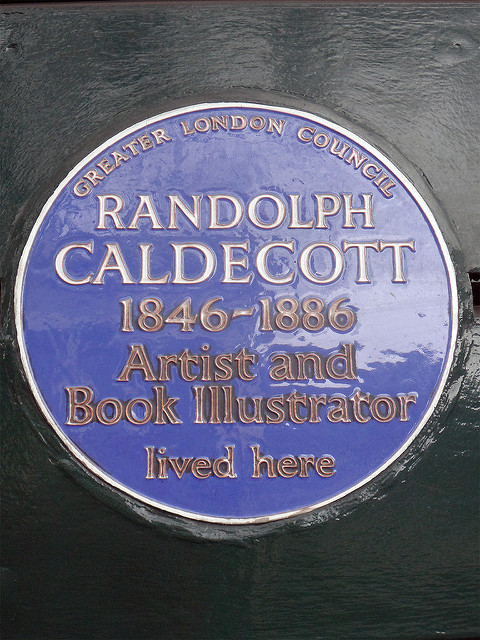 GREATER LONDON COUNCIL
RANDOLPH
CALDECOTT
1846-1886
Artist and
Book Illustrator
lived here